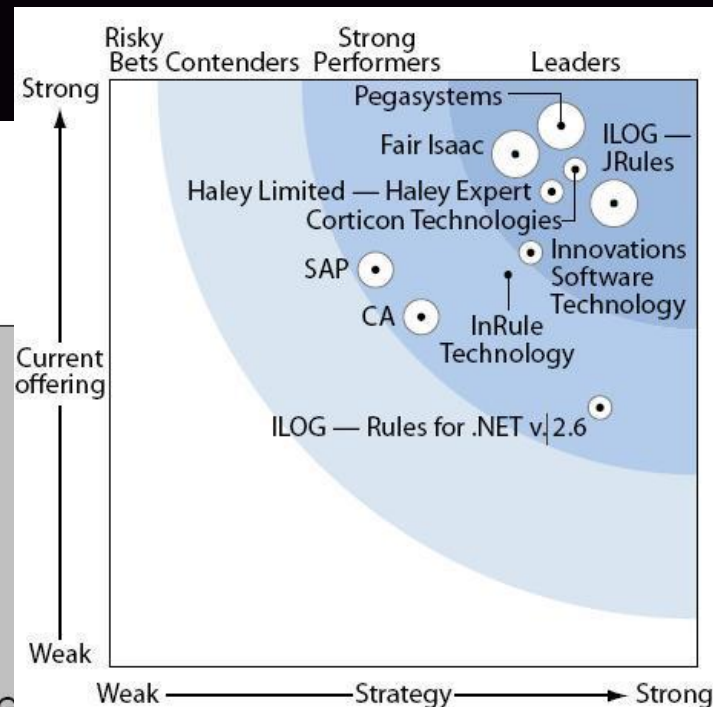 Risky
Bets
Contenders
Strong
Performers
Leaders
Strong
Pegasystems
ILOG —
JRules
Fair Isaac
Haley Limited — Haley Expert
Corticon Technologies
Innovations
Software
Technology
SAP
CA
InRule
Technology
Current
offering
ILOG — Rules for .NET v. 2.6
Weak
Weak
Strategy
Strong